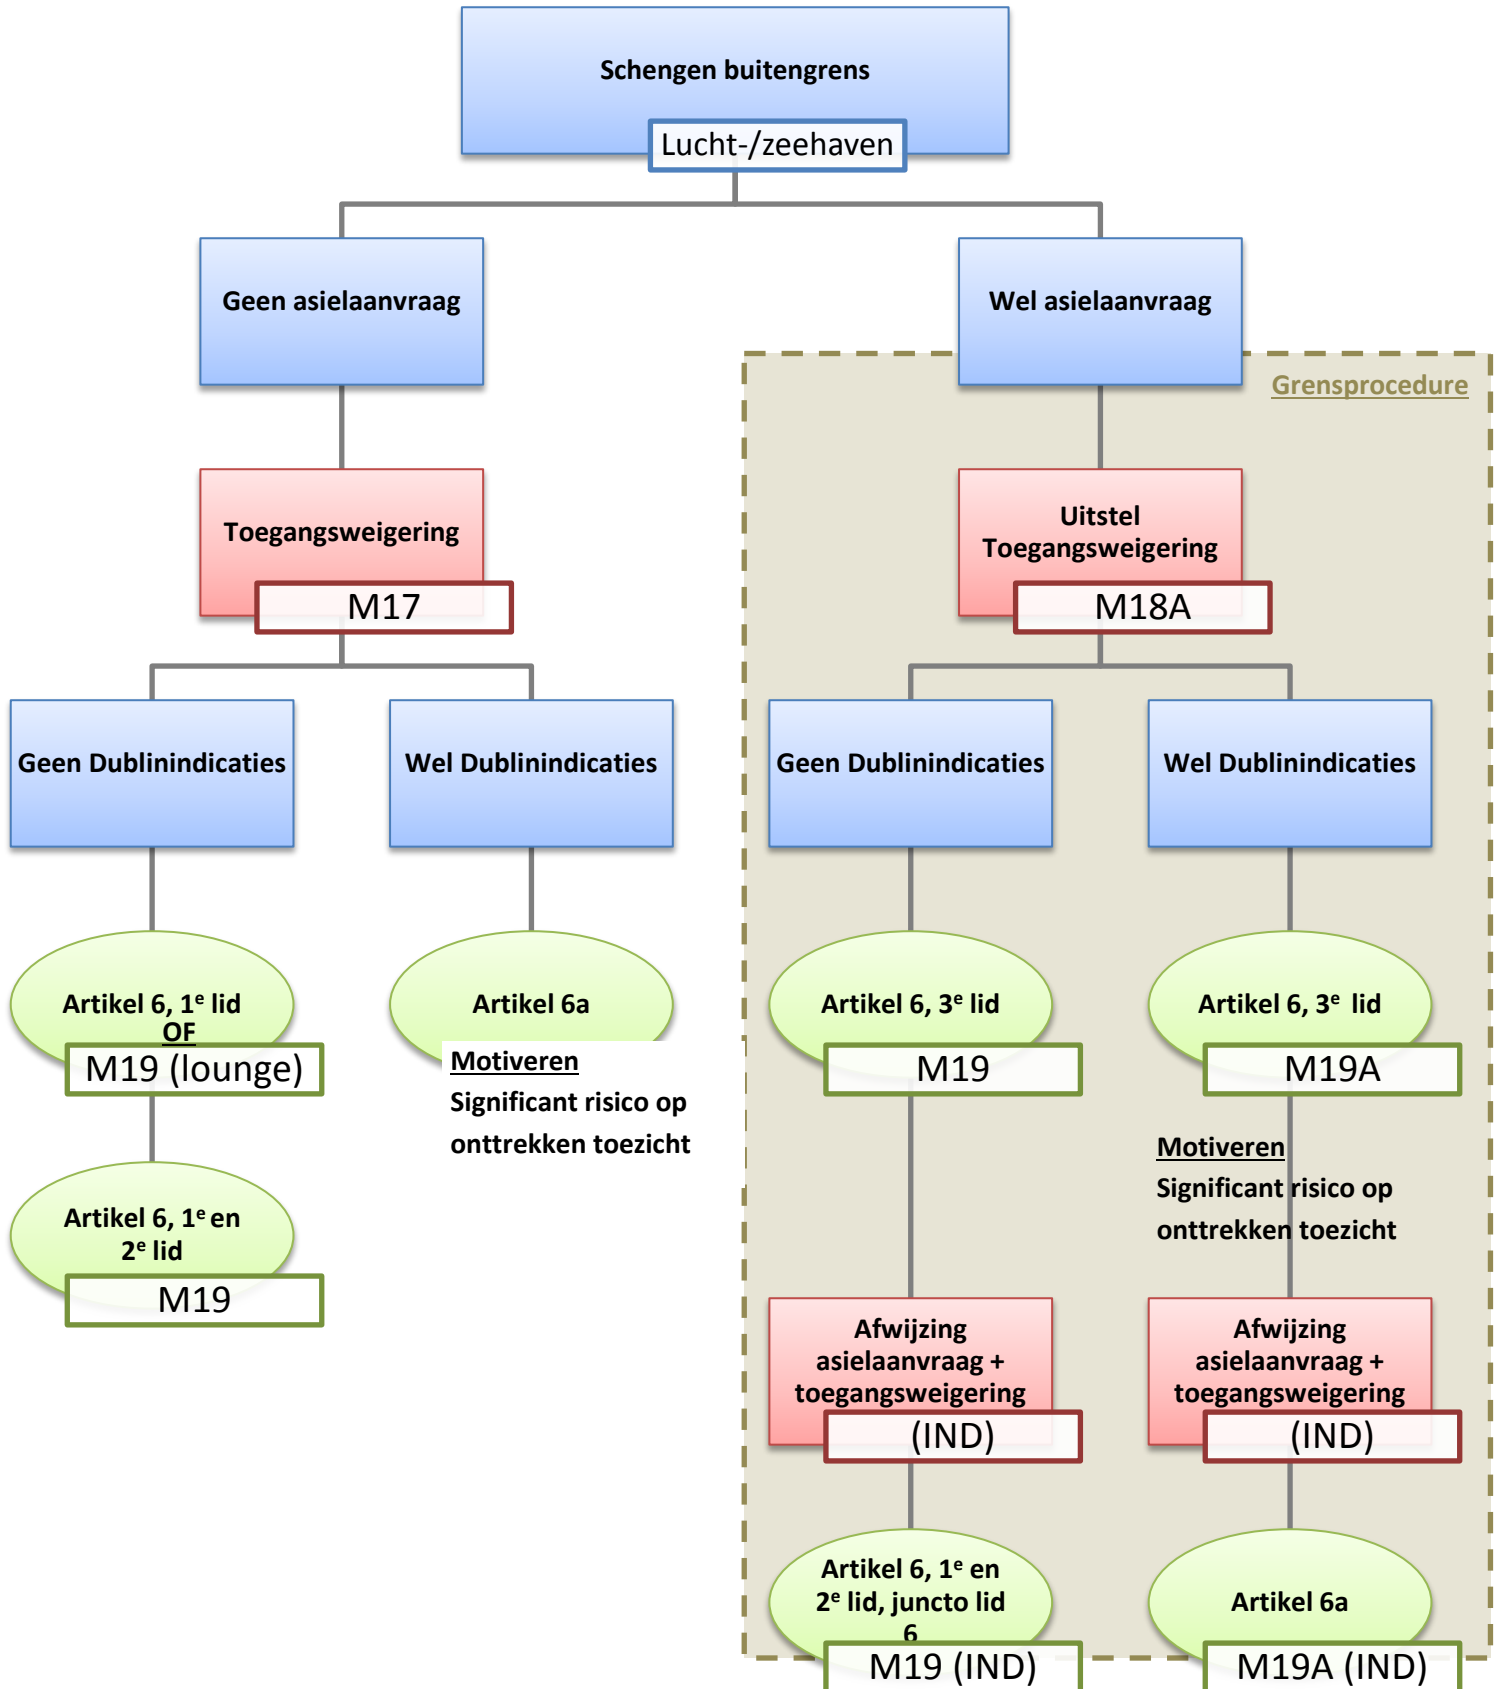 Schengen buitengrens
Lucht-/zeehaven
Geen asielaanvraag
Wel asielaanvraag
Grensprocedure
Toegangsweigering
M17
Uitstel
Toegangsweigering
M18A
Geen Dublinindicaties
Wel Dublinindicaties
Geen Dublinindicaties
Wel Dublinindicaties
Artikel 6, 1e lid
OF
M19 (lounge)
Artikel 6a
Motiveren
Significant risico op
onttrekken toezicht
Artikel 6, 3e lid
M19
Artikel 6, 3e lid
M19A
Motiveren
Significant risico op
onttrekken toezicht
Artikel 6, 1e en
2e lid
M19
Afwijzing
asielaanvraag +
toegangsweigering
(IND)
Afwijzing
asielaanvraag +
toegangsweigering
(IND)
Artikel 6, 1e en
2e lid, juncto lid
6
M19 (IND)
Artikel 6a
M19A (IND)